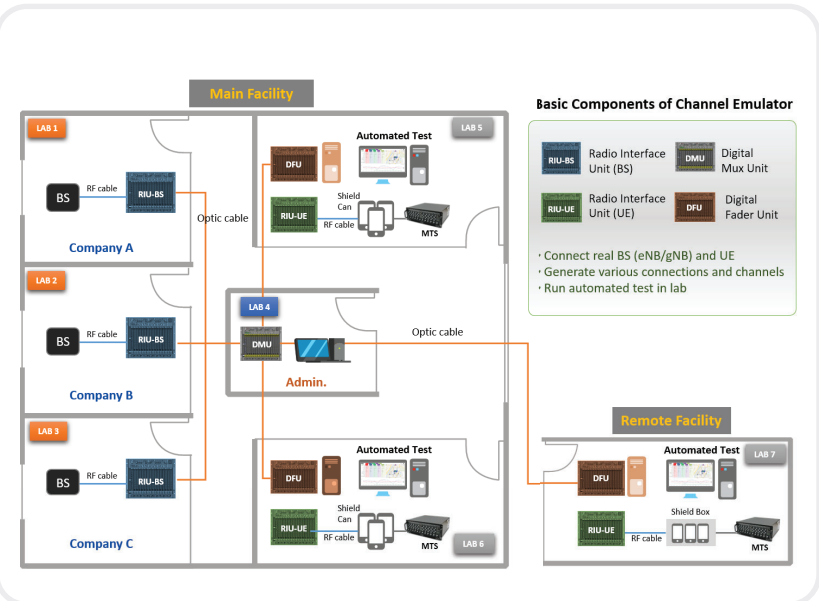 Main Facility
LAB 1
BS
RF cable
RIU-BS
Company A
Optic cable
LAB 2
BS
RF cable
RIU-BS
Company B
LAB 3
BS
RF cable
RIU-BS
Company C
LAB 5
Automated Test
DFU
Shield
Can
RIU-UE
RF cable
MTS
LAB 4
DMU
Admin.
Optic cable
Automated Test
DFU
Shield
Can
RIU-UE
RF cable
MTS
LAB 6
Basic Components of Channel Emulator
RIU-BS
Radio Interface
Unit (BS)
DMU
Digital
Mux Unit
RIU-UE
Radio Interface
Unit (UE)
DFU
Digital
Fader Unit
· Connect real BS (eNB/gNB) and UE
· Generate various connections and channels
· Run automated test in lab
Remote Facility
Automated Test
LAB 7
DFU
Shield Box
RIU-UE
RF cable
MTS